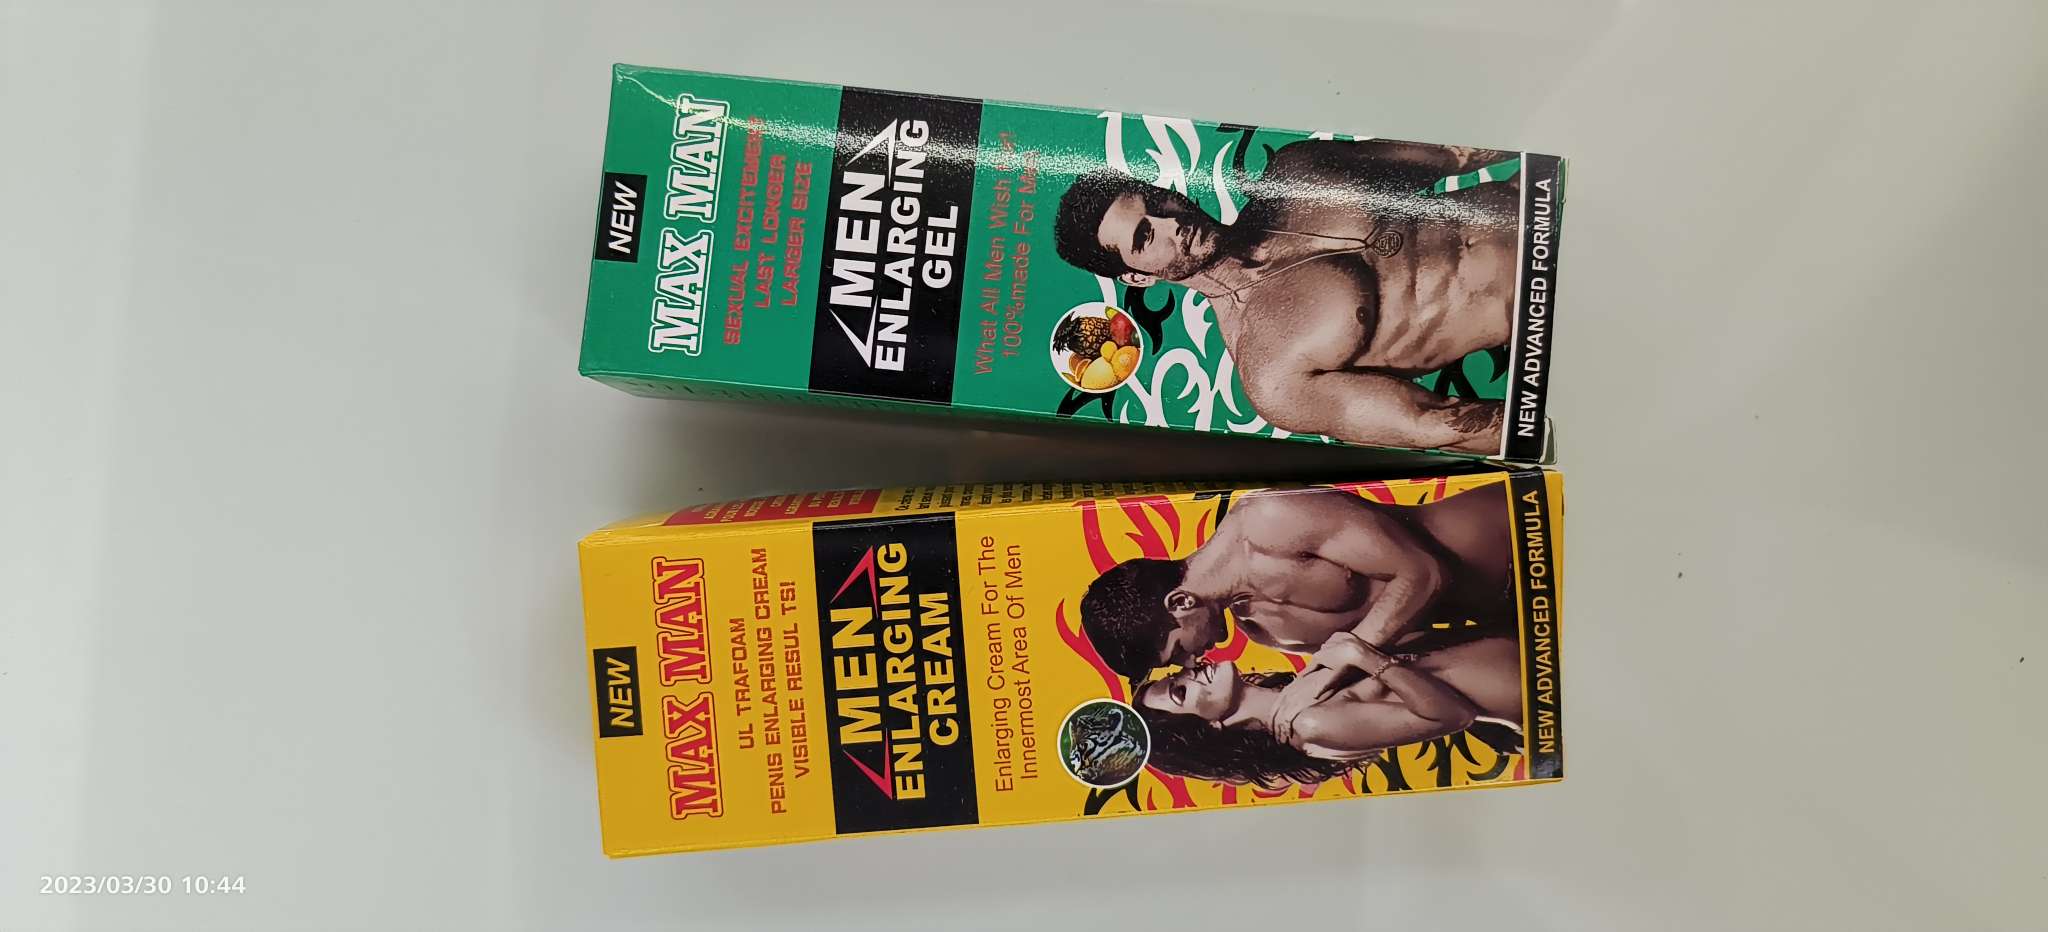 NEW
MAX MAN
SEXUAL EXCITEMENT
LAST LONGER
LARGER SIZE
MEN
ENLARGING
GEL
What All Men Wish
100%made For
NEW ADVANCED FORMULA
NEW
MAX MAN
UL TRAFOAM
PENIS ENLARGING CREAM
VISIBLE RESUL TS!
MEN
ENLARGING
CREAM
Enlarging Cream For The
Innermost Area Of Men
NEW ADVANCED FORMULA
2023/03/30 10:44